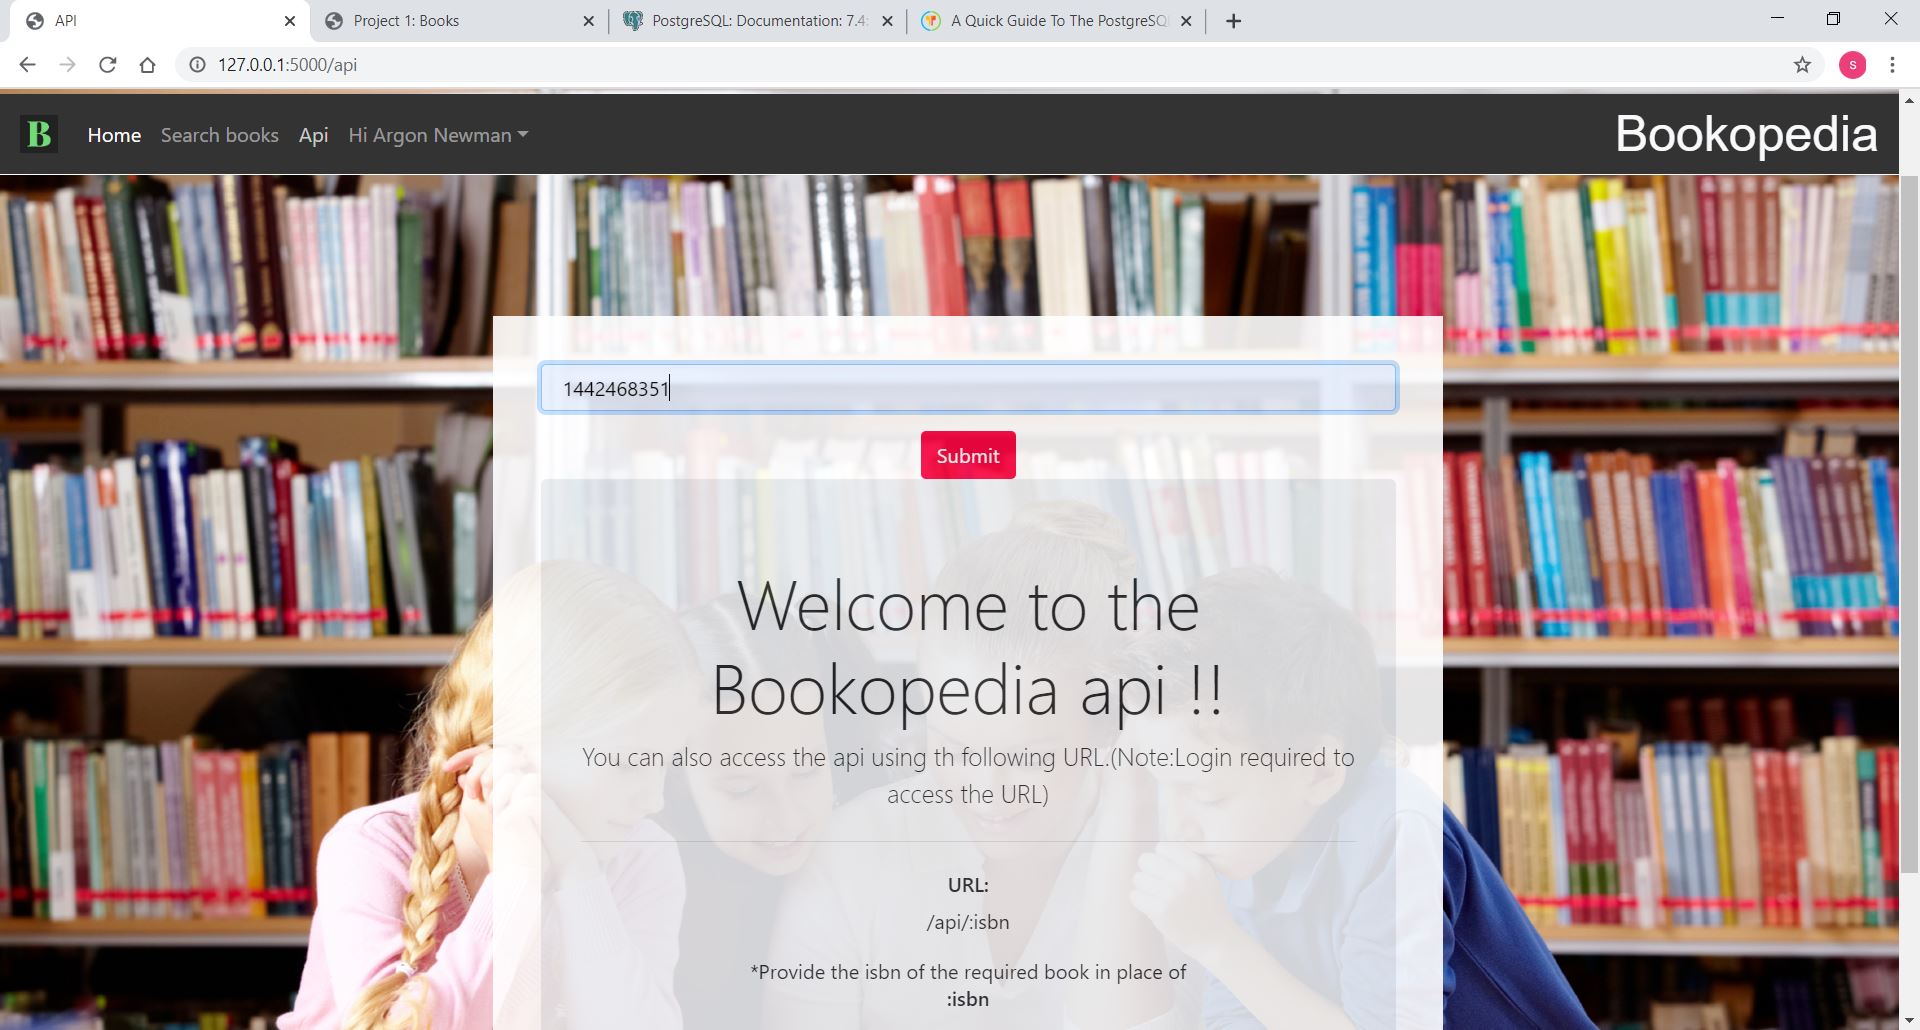 API
Project 1: Books
PostgreSQL: Documentation: 7.4:
A Quick Guide To The PostgreSQL
127.0.0.1:5000/api
s
B
Home
Search books
Api
Hi Argon Newman
Bookopedia
1442468351
Submit
Welcome to the
Bookopedia api !!
You can also access the api using th following URL.(Note:Login required to
access the URL)
URL:
/api/:isbn
*Provide the isbn of the required book in place of
:isbn